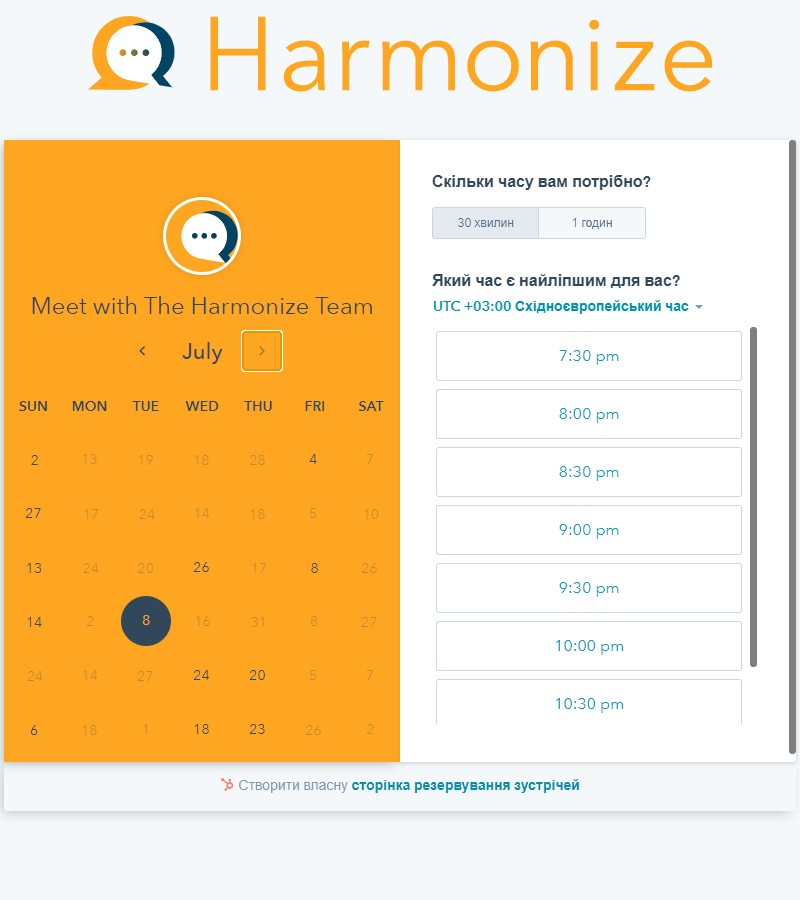 Harmonize
Meet with The Harmonize Team
July
SUN MON TUE WED THU FRI SAT
2 13 19 18 28 4 7
27 17 24 14 18 5 10
13 24 20 26 17 8 26
14 2 8 16 31 8 27
24 14 27 24 20 5 7
6 18 1 18 23 26 2
Скільки часу вам потрібно?
30 хвилин 1 годин
Який час є найліпшим для вас?
UTC +03:00 Східноєвропейський час
7:30 pm
8:00 pm
8:30 pm
9:00 pm
9:30 pm
10:00 pm
10:30 pm
Створити власну сторінка резервування зустрічей